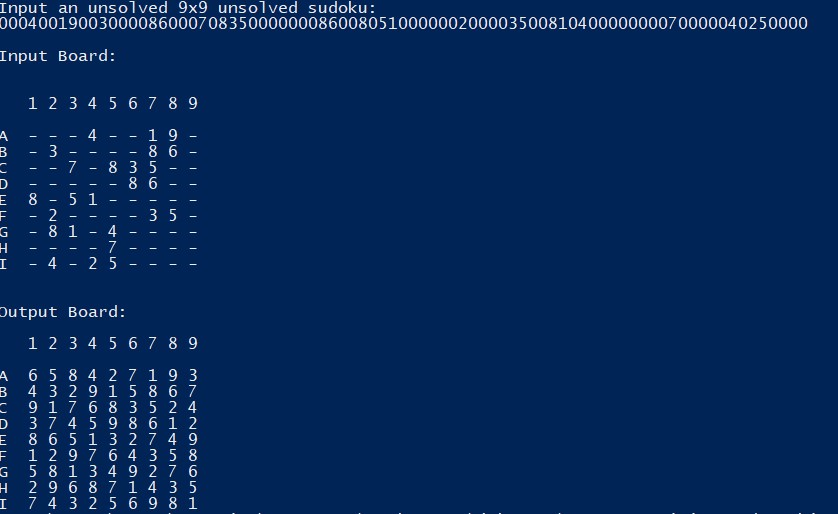 Input an unsolved 9x9 unsolved sudoku:
000400190030000860007083500000008600805100000020000350081040000000070000040250000
Input Board:
1 2 3 4 5 6 7 8 9
A - - - 4 - - 1 9 -
B - 3 - - - - 8 6 -
C - - 7 - 8 3 5 - -
D - - - - - 8 6 - -
E 8 - 5 1 - - - - -
F - 2 - - - - 3 5 -
G - 8 1 - 4 - - - -
H - - - - 7 - - - -
I - 4 - 2 5 - - - -
Output Board:
1 2 3 4 5 6 7 8 9
A 6 5 8 4 2 7 1 9 3
B 4 3 2 9 1 5 8 6 7
C 9 1 7 6 8 3 5 2 4
D 3 7 4 5 9 8 6 1 2
E 8 6 5 1 3 2 7 4 9
F 1 2 9 7 6 4 3 5 8
G 5 8 1 3 4 9 2 7 6
H 2 9 6 8 7 1 4 3 5
I 7 4 3 2 5 6 9 8 1